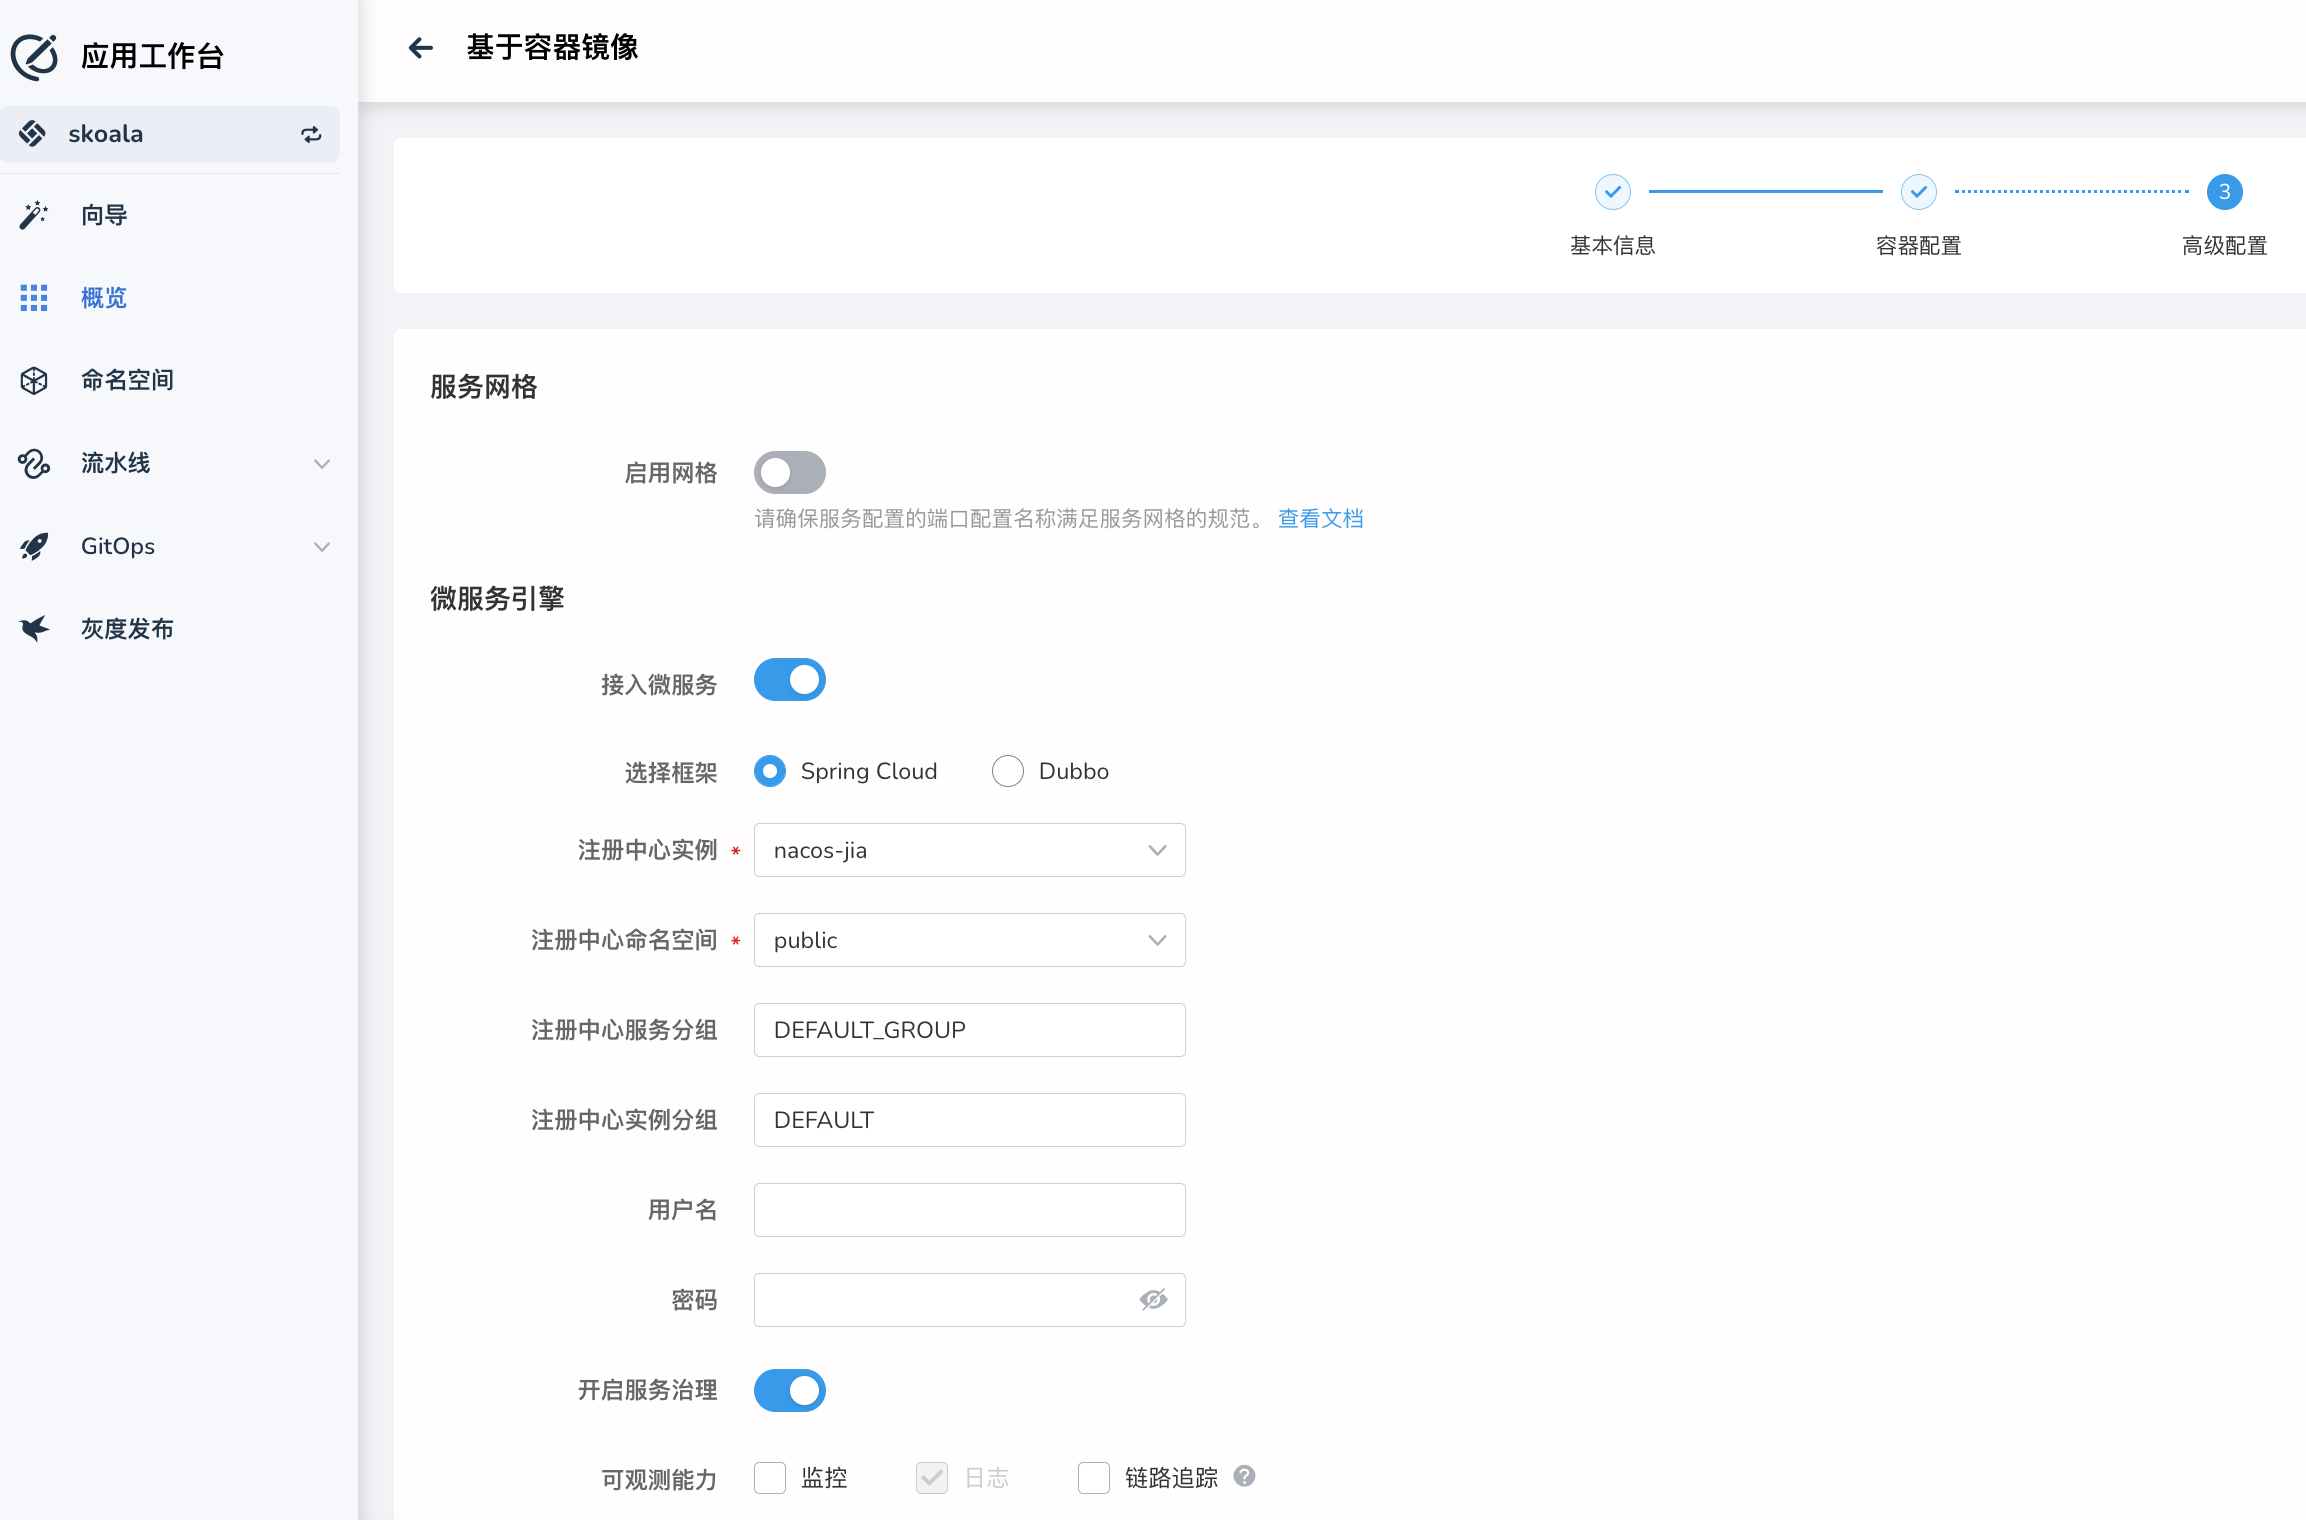 应用工作台
skoala
向导
概览
命名空间
流水线
GitOps
灰度发布
基于容器镜像
3
基本信息
容器配置
高级配置
服务网格
启用网格
请确保服务配置的端口配置名称满足服务网格的规范。 查看文档
微服务引擎
接入微服务
选择框架 Spring Cloud Dubbo
注册中心实例 * nacos-jia
注册中心命名空间 * public
注册中心服务分组 DEFAULT_GROUP
注册中心实例分组 DEFAULT
用户名
密码
开启服务治理
可观测能力 监控 日志 链路追踪 ?